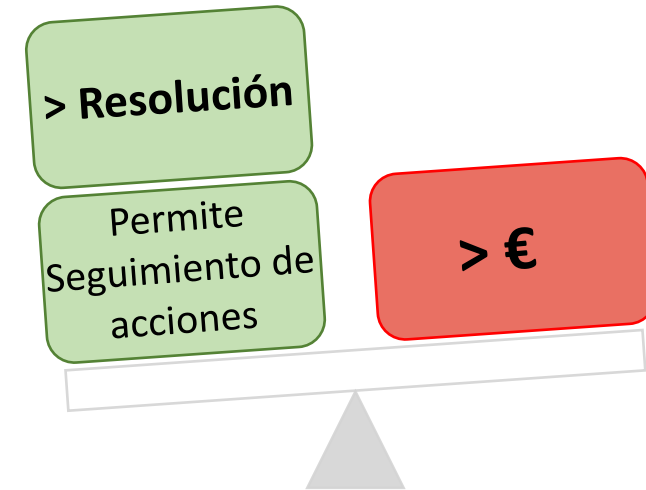 > Resolución
Permite
Seguimiento de
acciones
> €